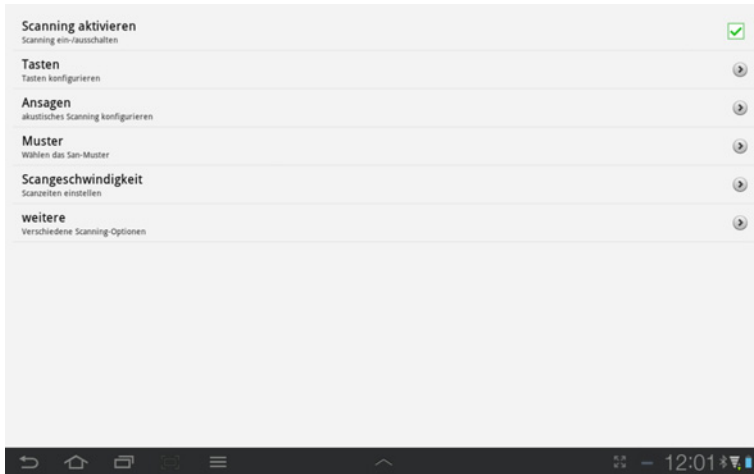 Scanning aktivieren
Scanning ein-/ausschalten
Tasten
Tasten konfigurieren
Ansagen
akustisches Scanning konfigurieren
Muster
Wählen das San-Muster
Scangeschwindigkeit
Scanzeiten einstellen
weitere
Verschiedene Scanning-Optionen
12:01